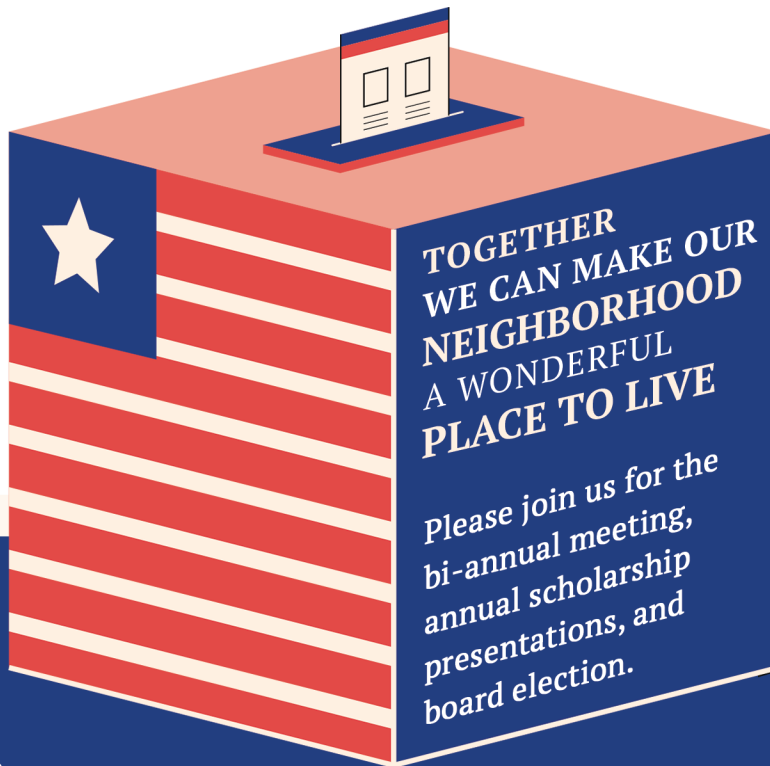 TOGETHER
WE CAN MAKE OUR
NEIGHBORHOOD
A WONDERFUL
PLACE TO LIVE
Please join us for the
bi-annual meeting,
annual scholarship
presentations, and
board election.